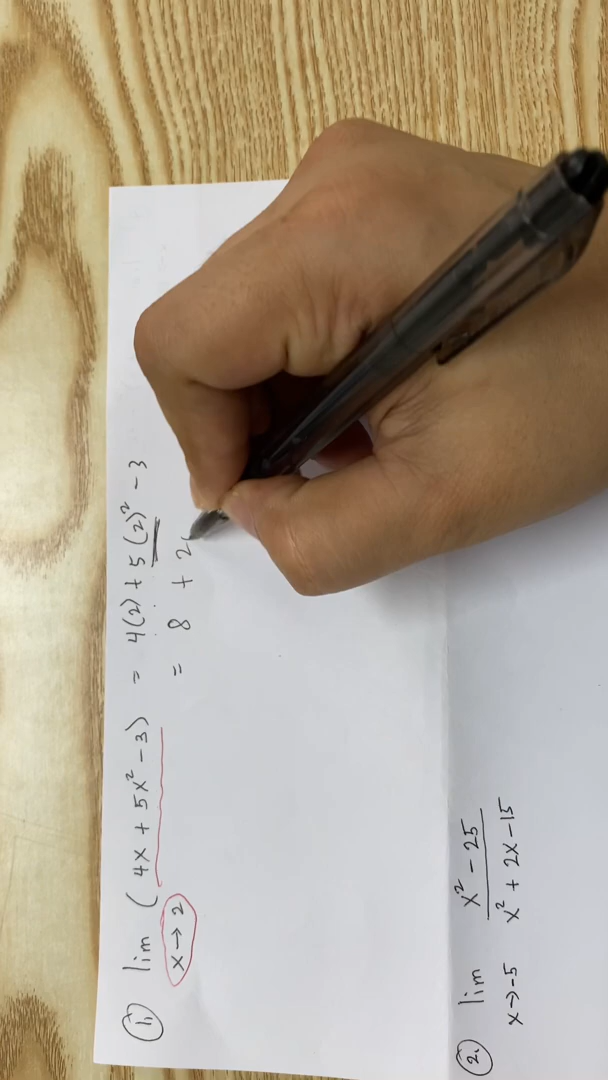 ① lim (4x + 5x² - 3) = 4(2) + 5(2)² - 3
x → 2
= 8 + 2
② lim x² - 25
x → -5 x² + 2x - 15